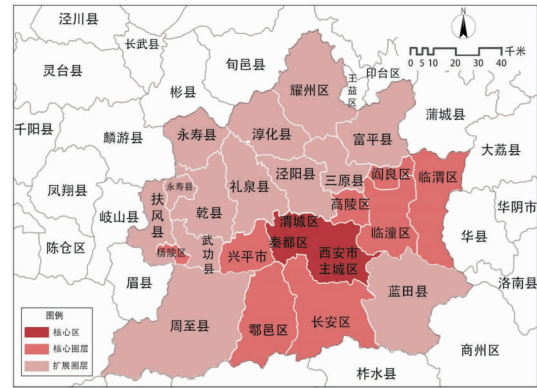 泾川县
长武县
灵台县
旬邑县
彬县
N
0 5 10 20 30 40 千米
耀州区
王益区
印台区
蒲城县
千阳县
麟游县
永寿县
淳化县
富平县
大荔县
凤翔县
岐山县
扶风县
永寿县
礼泉县
泾阳县
三原县
阎良区
临渭区
乾县
高陵区
华阴市
陈仓区
武功县
杨陵区
兴平市
渭城区
秦都区
西安市
主城区
临潼区
华县
洛南县
眉县
蓝田县
周至县
鄠邑区
长安区
商州区
柞水县
图例
核心区
核心圈层
扩展圈层